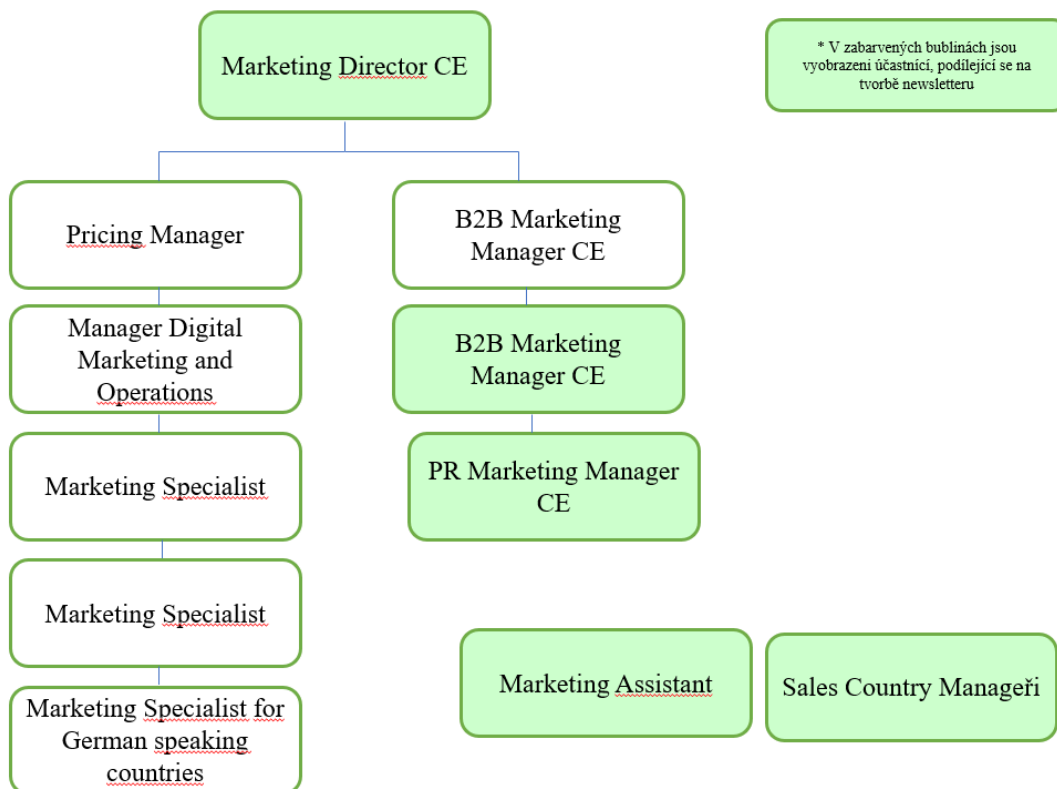 Marketing Director CE
* V zabarvených bublinách jsou
vyobrazeni účastnící, podílející se na
tvorbě newsletteru
Pricing Manager
B2B Marketing
Manager CE
Manager Digital
Marketing and
Operations
B2B Marketing
Manager CE
Marketing Specialist
PR Marketing Manager
CE
Marketing Specialist
Marketing Assistant
Sales Country Manageři
Marketing Specialist for
German speaking
countries